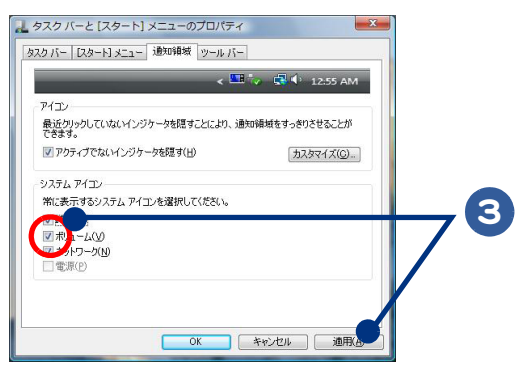 タスク バーと [スタート] メニューのプロパティ
タスク バー
[スタート] メニュー
通知領域
ツール バー
<
12:55 AM
アイコン
最近クリックしていないインジケータを隠すことにより、通知領域をすっきりさせることが
できます。
アクティブでないインジケータを隠す(H)
カスタマイズ(C)...
システム アイコン
常に表示するシステム アイコンを選択してください。
ボリューム(V)
ネットワーク(N)
電源(P)
3
OK
キャンセル
適用(A)